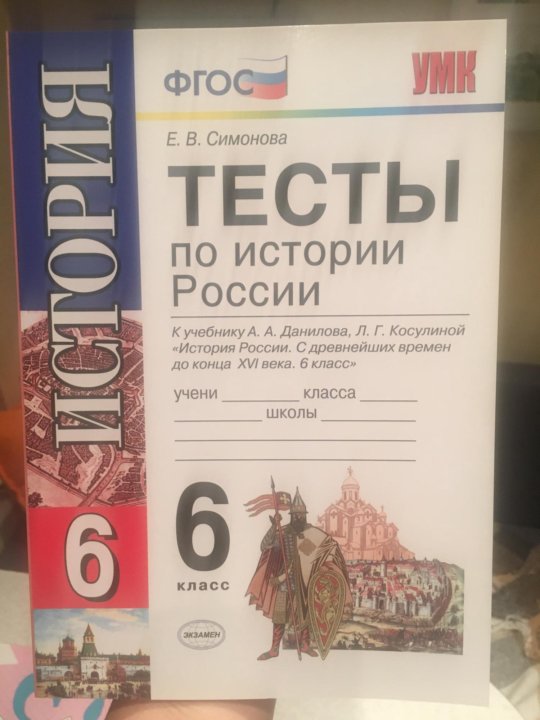 ИСТОРИЯ
6
ФГОС
УМК
Е. В. Симонова
ТЕСТЫ
по истории
России
К учебнику А. А. Данилова, Л. Г. Косулиной
«История России. С древнейших времен
до конца XVI века. 6 класс»
учени ________ класса ________
________ школы ________
6
класс
ЭКЗАМЕН